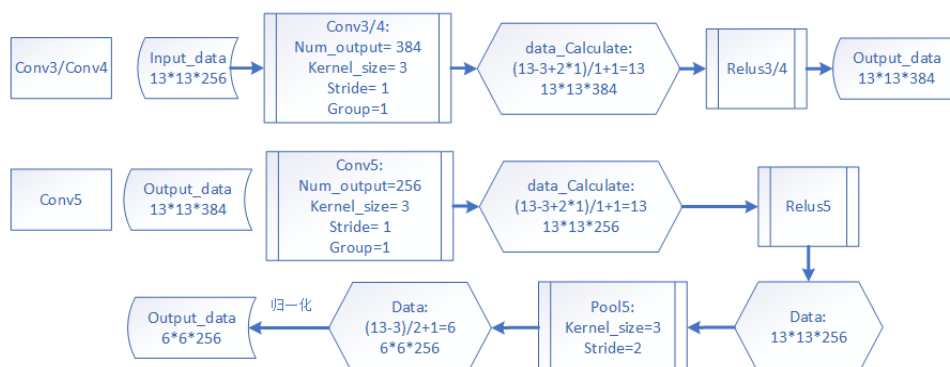 Conv3/Conv4
Input_data
13*13*256
Conv3/4:
Num_output= 384
Kernel_size= 3
Stride= 1
Group=1
data_Calculate:
(13-3+2*1)/1+1=13
13*13*384
Relus3/4
Output_data
13*13*384
Conv5
Output_data
13*13*384
Conv5:
Num_output=256
Kernel_size= 3
Stride= 1
Group=1
data_Calculate:
(13-3+2*1)/1+1=13
13*13*256
Relus5
Output_data
6*6*256
归一化
Data:
(13-3)/2+1=6
6*6*256
Pool5:
Kernel_size=3
Stride=2
Data:
13*13*256